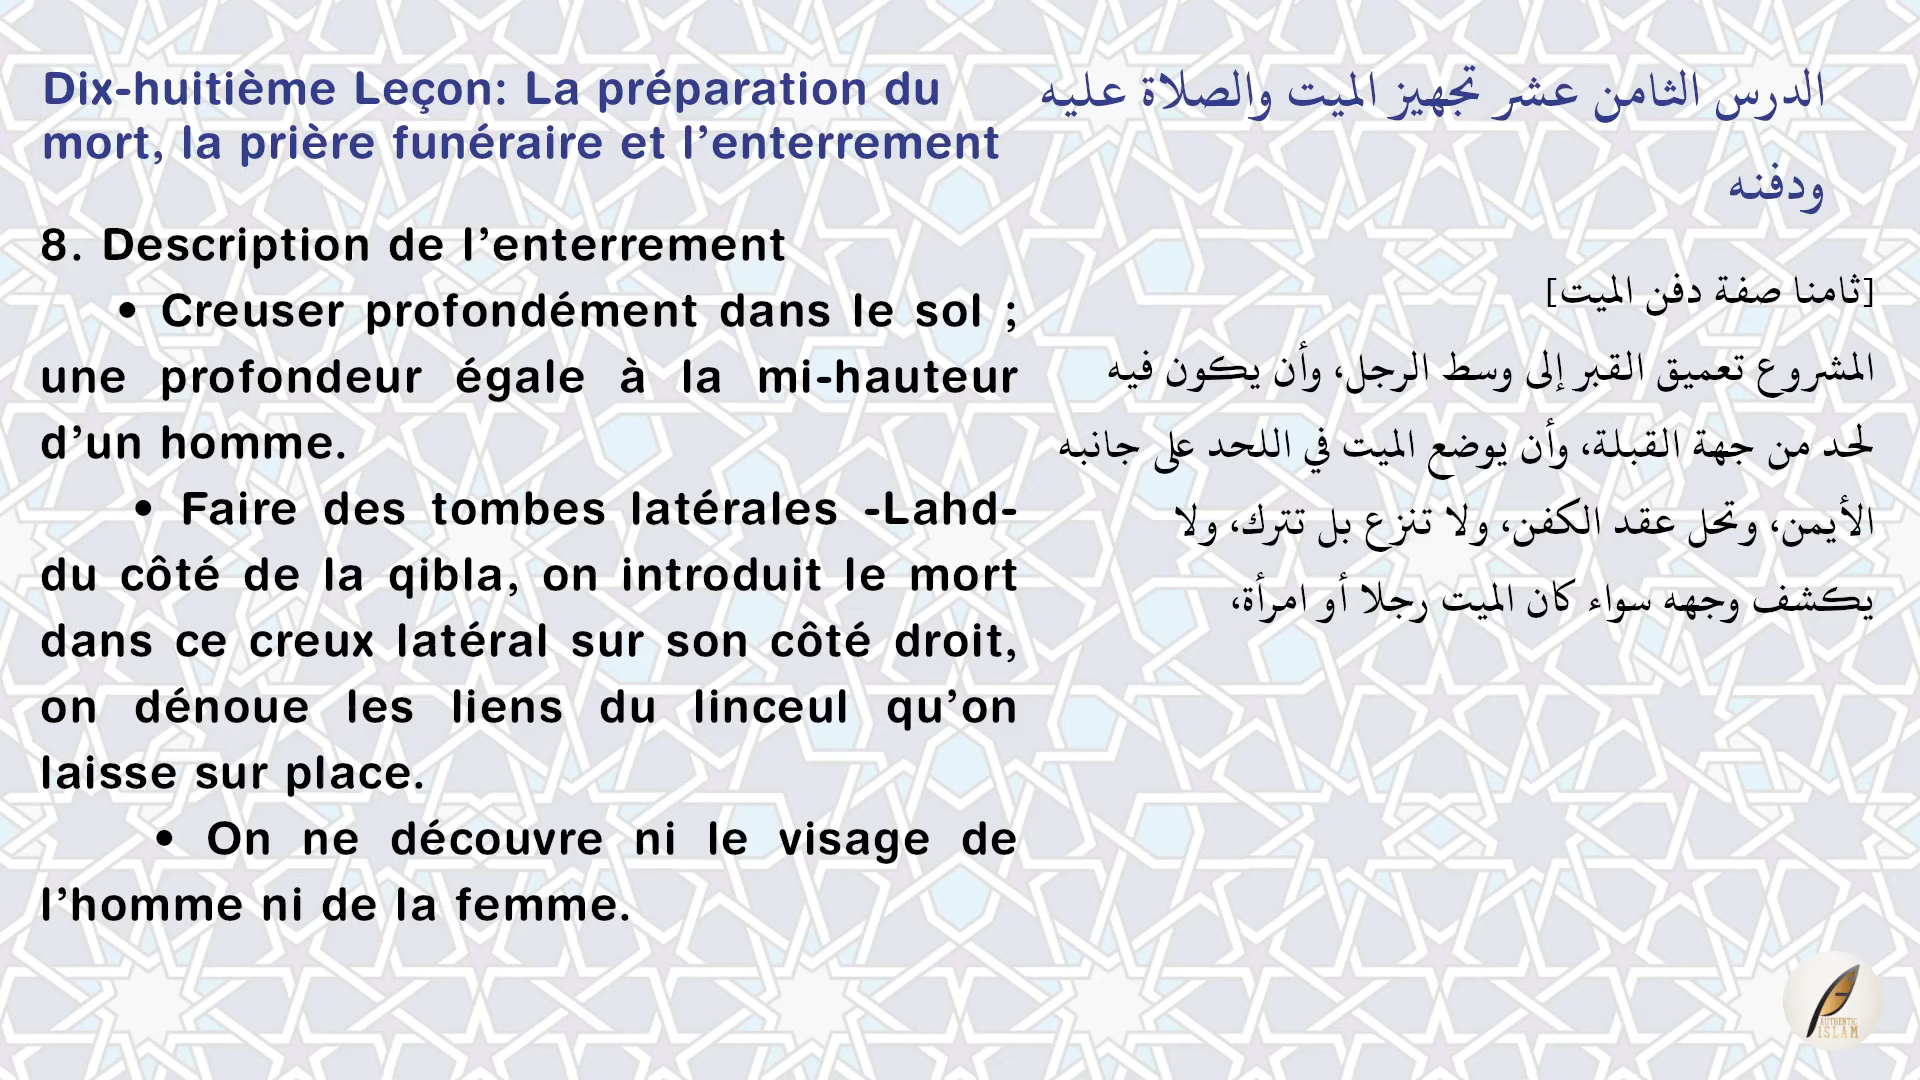 Dix-huitième Leçon: La préparation du
mort, la prière funéraire et l’enterrement
8. Description de l’enterrement
• Creuser profondément dans le sol ;
une profondeur égale à la mi-hauteur
d’un homme.
• Faire des tombes latérales -Lahd-
du côté de la qibla, on introduit le mort
dans ce creux latéral sur son côté droit,
on dénoue les liens du linceul qu’on
laisse sur place.
• On ne découvre ni le visage de
l’homme ni de la femme.
الدرس الثامن عشر تجهيز الميت والصلاة عليه
ودفنه
[ثامنا صفة دفن الميت]
المشروع تعميق القبر إلى وسط الرجل، وأن يكون فيه
لحد من جهة القبلة، وأن يوضع الميت في اللحد على جانبه
الأيمن، وتحل عقد الكفن، ولا تنزع بل تترك، ولا
يكشف وجهه سواء كان الميت رجلا أو امرأة،
AUTHENTIC
ISLAM